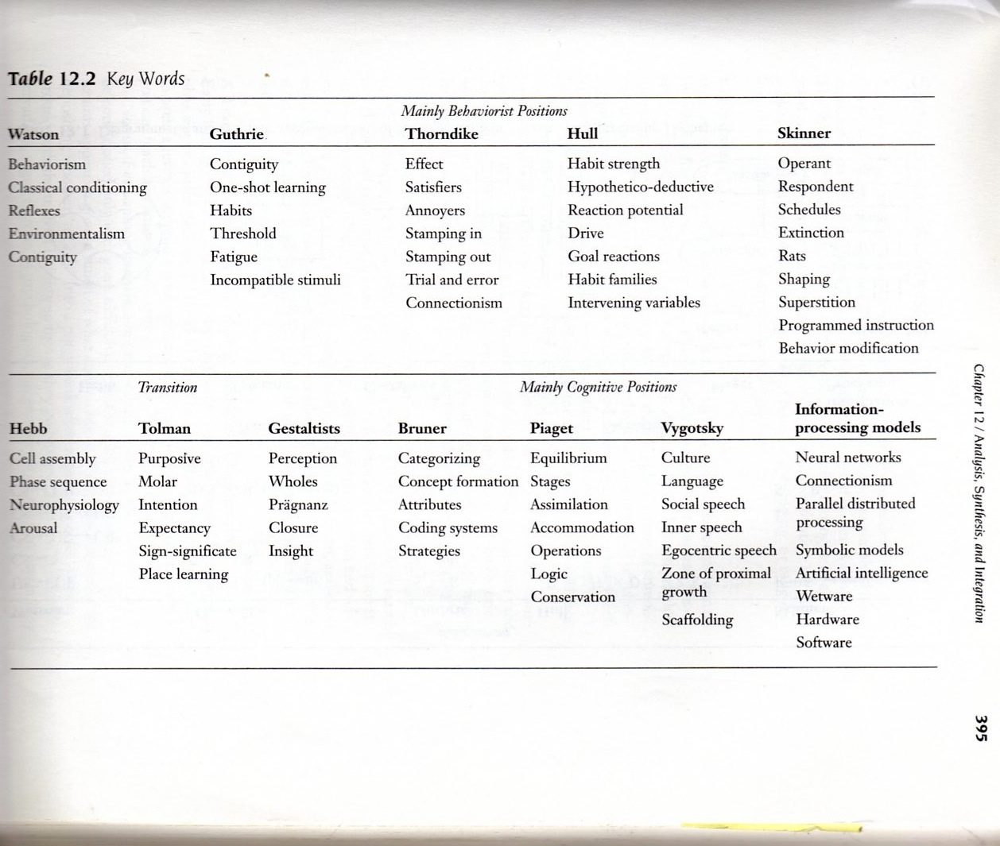 Table 12.2 Key Words
Mainly Behaviorist Positions
Watson Guthrie Thorndike Hull Skinner
Behaviorism Contiguity Effect Habit strength Operant
Classical conditioning One-shot learning Satisfiers Hypothetico-deductive Respondent
Reflexes Habits Annoyers Reaction potential Schedules
Environmentalism Threshold Stamping in Drive Extinction
Contiguity Fatigue Stamping out Goal reactions Rats
Incompatible stimuli Trial and error Habit families Shaping
Connectionism Intervening variables Superstition
Programmed instruction
Behavior modification
Transition Mainly Cognitive Positions
Information-
Hebb Tolman Gestaltists Bruner Piaget Vygotsky processing models
Cell assembly Purposive Perception Categorizing Equilibrium Culture Neural networks
Phase sequence Molar Wholes Concept formation Stages Language Connectionism
Neurophysiology Intention Prägnanz Attributes Assimilation Social speech Parallel distributed
processing
Arousal Expectancy Closure Coding systems Accommodation Inner speech
Sign-significate Insight Strategies Operations Egocentric speech Symbolic models
Place learning Logic Zone of proximal Artificial intelligence
growth
Conservation Wetware
Scaffolding Hardware
Software
Chapter 12 / Analysis, Synthesis, and Integration
395